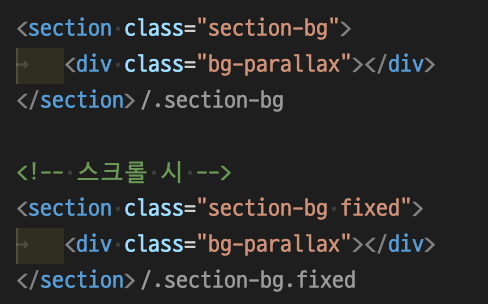 <section class="section-bg">
<div class="bg-parallax"></div>
</section>/.section-bg
<!-- 스크롤 시 -->
<section class="section-bg fixed">
<div class="bg-parallax"></div>
</section>/.section-bg.fixed